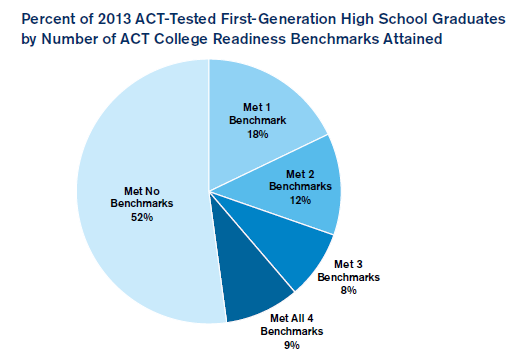 Percent of 2013 ACT-Tested First-Generation High School Graduates
by Number of ACT College Readiness Benchmarks Attained
Met 1
Benchmark
18%
Met 2
Benchmarks
12%
Met No
Benchmarks
52%
Met 3
Benchmarks
8%
Met All 4
Benchmarks
9%